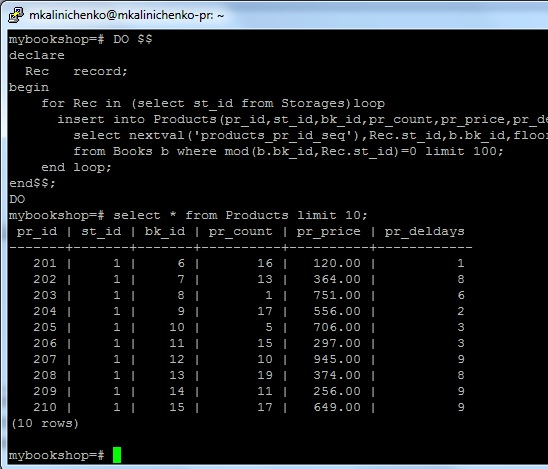 mkalinichenko@mkalinichenko-pr: ~
mybookshop=# DO $$
declare
  Rec   record;
begin
    for Rec in (select st_id from Storages)loop
      insert into Products(pr_id,st_id,bk_id,pr_count,pr_price,pr_de
        select nextval('products_pr_id_seq'),Rec.st_id,b.bk_id,floor
        from Books b where mod(b.bk_id,Rec.st_id)=0 limit 100;
    end loop;
end$$;
DO
mybookshop=# select * from Products limit 10;
 pr_id | st_id | bk_id | pr_count | pr_price | pr_deldays
-------+-------+-------+----------+----------+------------
   201 |     1 |     6 |       16 |   120.00 |          1
   202 |     1 |     7 |       13 |   364.00 |          8
   203 |     1 |     8 |        1 |   751.00 |          6
   204 |     1 |     9 |       17 |   556.00 |          2
   205 |     1 |    10 |        5 |   706.00 |          3
   206 |     1 |    11 |       15 |   297.00 |          3
   207 |     1 |    12 |       10 |   945.00 |          9
   208 |     1 |    13 |       19 |   374.00 |          8
   209 |     1 |    14 |       11 |   256.00 |          9
   210 |     1 |    15 |       17 |   649.00 |          9
(10 rows)
mybookshop=#